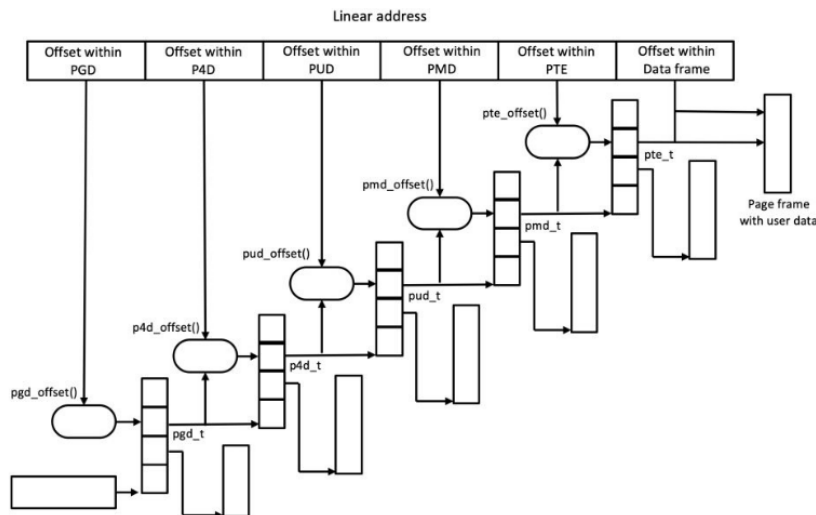 Linear address
Offset within
PGD
Offset within
P4D
Offset within
PUD
Offset within
PMD
Offset within
PTE
Offset within
Data frame
pte_offset()
pte_t
Page frame
with user data
pmd_offset()
pmd_t
pud_offset()
pud_t
p4d_offset()
p4d_t
pgd_offset()
pgd_t